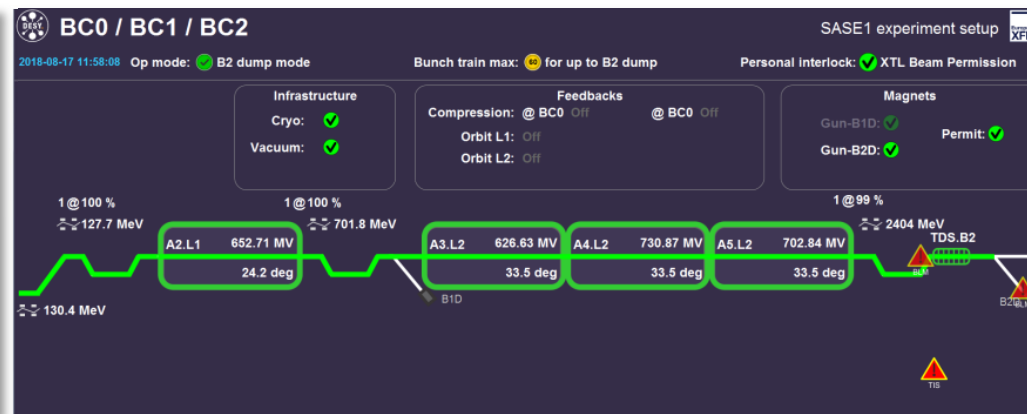 DESY.
BC0 / BC1 / BC2
SASE1 experiment setup
2018-08-17 11:58:08 Op mode: B2 dump mode
Bunch train max: 60 for up to B2 dump
Personal interlock: XTL Beam Permission
Infrastructure
Cryo:
Vacuum:
Feedbacks
Compression: @ BC0 Off @ BC0 Off
Orbit L1: Off
Orbit L2: Off
Magnets
Gun-B1D:
Gun-B2D:
Permit:
1@100 %
127.7 MeV
1@100 %
701.8 MeV
1@99 %
2404 MeV
A2.L1 652.71 MV
24.2 deg
A3.L2 626.63 MV
33.5 deg
A4.L2 730.87 MV
33.5 deg
A5.L2 702.84 MV
33.5 deg
TDS.B2
BLM
B1D
130.4 MeV
TIS